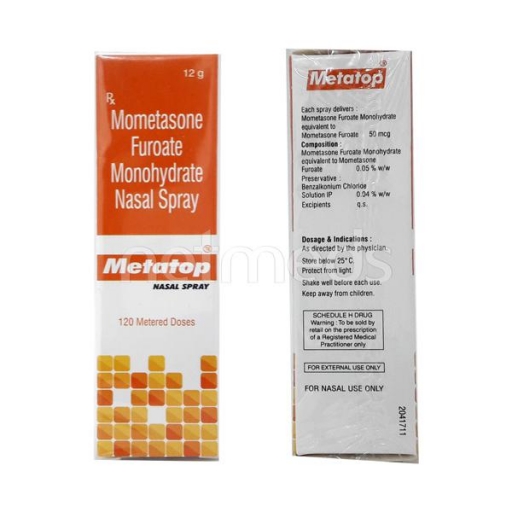 12 g
Rx
Mometasone
Furoate
Monohydrate
Nasal Spray
Metatop®
NASAL SPRAY
120 Metered Doses
Metatop®
Each spray delivers :
Mometasone Furoate Monohydrate
equivalent to
Mometasone Furoate 50 mcg
Composition :
Mometasone Furoate Monohydrate
equivalent to Mometasone
Furoate 0.05 % w/w
Preservative :
Benzalkonium Chloride
Solution IP 0.04 % w/w
Excipients q.s.
Dosage & Indications :
As directed by the physician.
Store below 25° C.
Protect from light.
Shake well before each use.
Keep away from children.
SCHEDULE H DRUG
Warning : To be sold by
retail on the prescription
of a Registered Medical
Practitioner only.
FOR EXTERNAL USE ONLY
FOR NASAL USE ONLY
2041711
netmeds